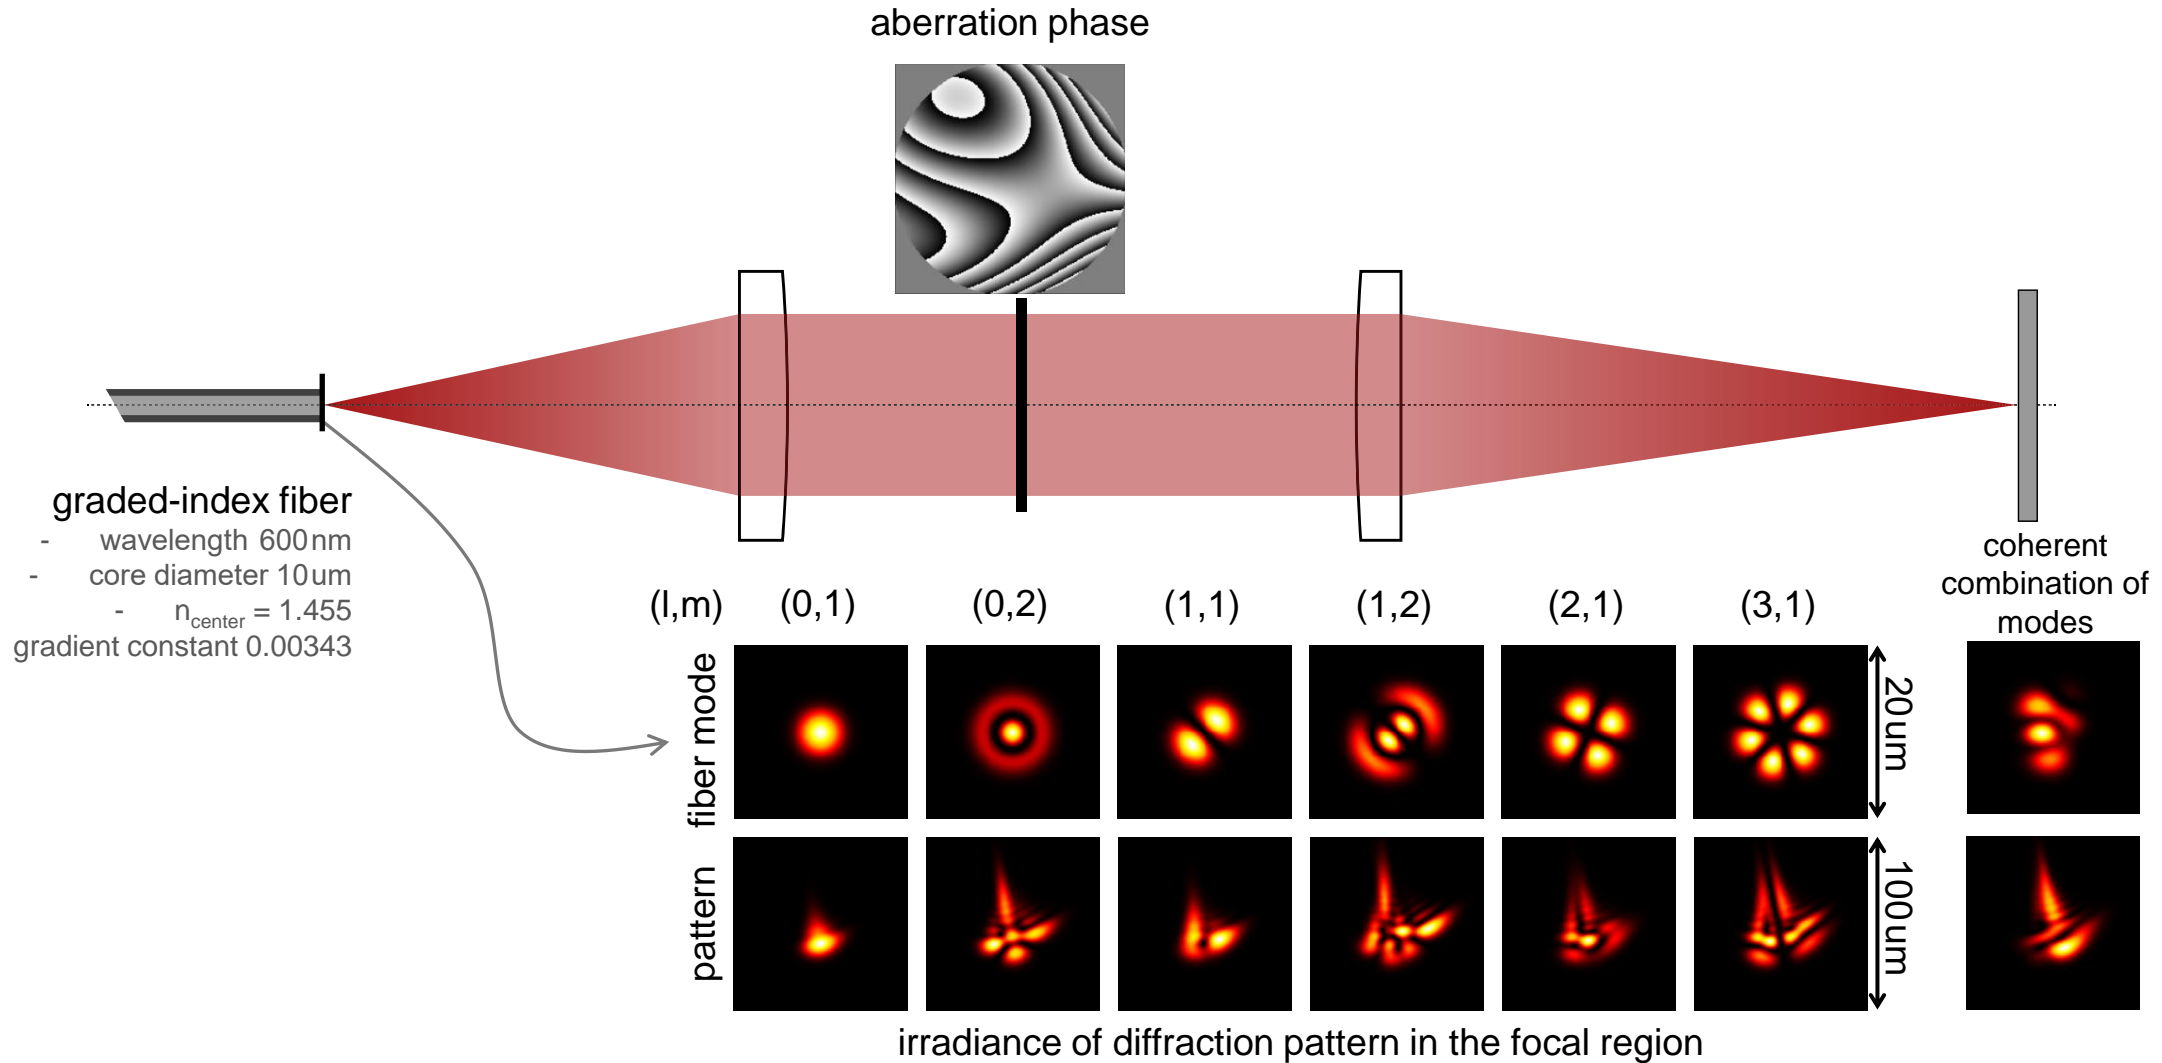 aberration phase
graded-index fiber
- wavelength 600nm
- core diameter 10um
- n_center = 1.455
gradient constant 0.00343
coherent
combination of
modes
(l,m) (0,1) (0,2) (1,1) (1,2) (2,1) (3,1)
fiber mode
20um
pattern
100um
irradiance of diffraction pattern in the focal region